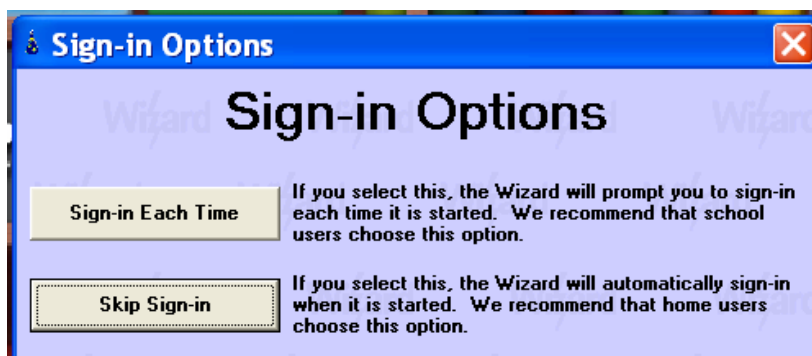 Sign-in Options
Sign-in Options
Sign-in Each Time
If you select this, the Wizard will prompt you to sign-in
each time it is started. We recommend that school
users choose this option.
Skip Sign-in
If you select this, the Wizard will automatically sign-in
when it is started. We recommend that home users
choose this option.